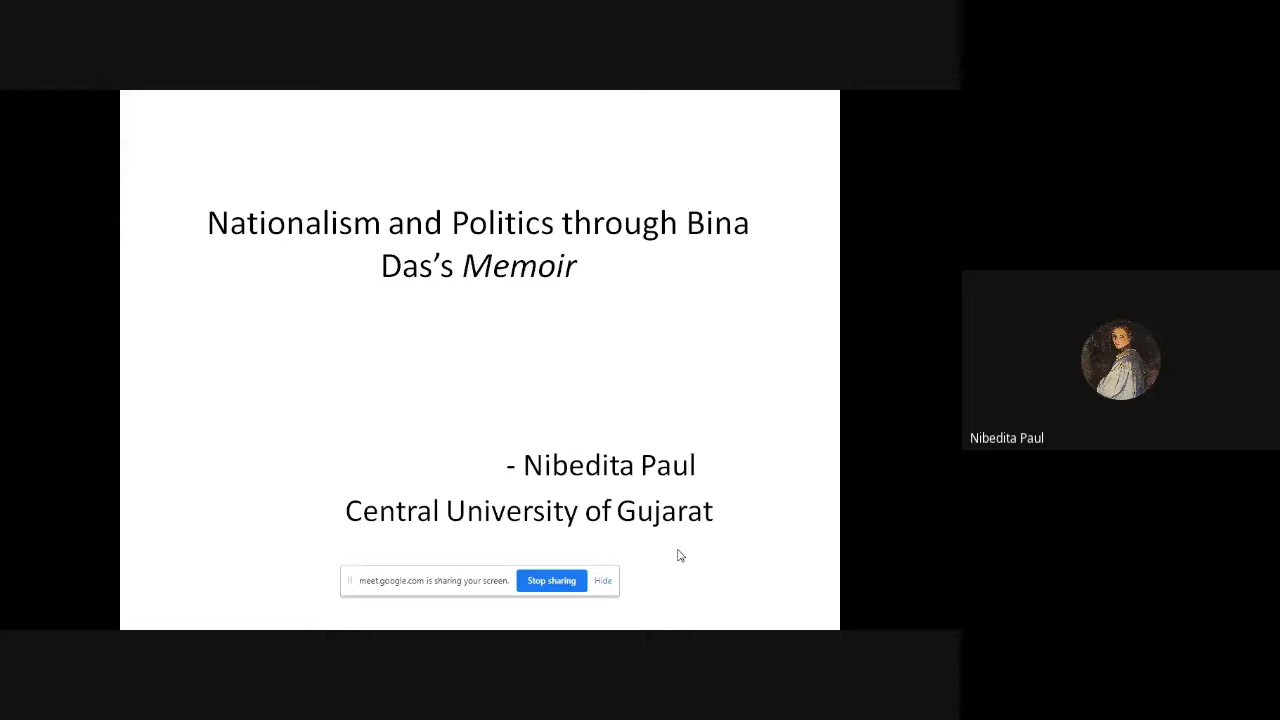 Nationalism and Politics through Bina
Das’s Memoir
- Nibedita Paul
Central University of Gujarat
meet.google.com is sharing your screen. Stop sharing Hide
Nibedita Paul